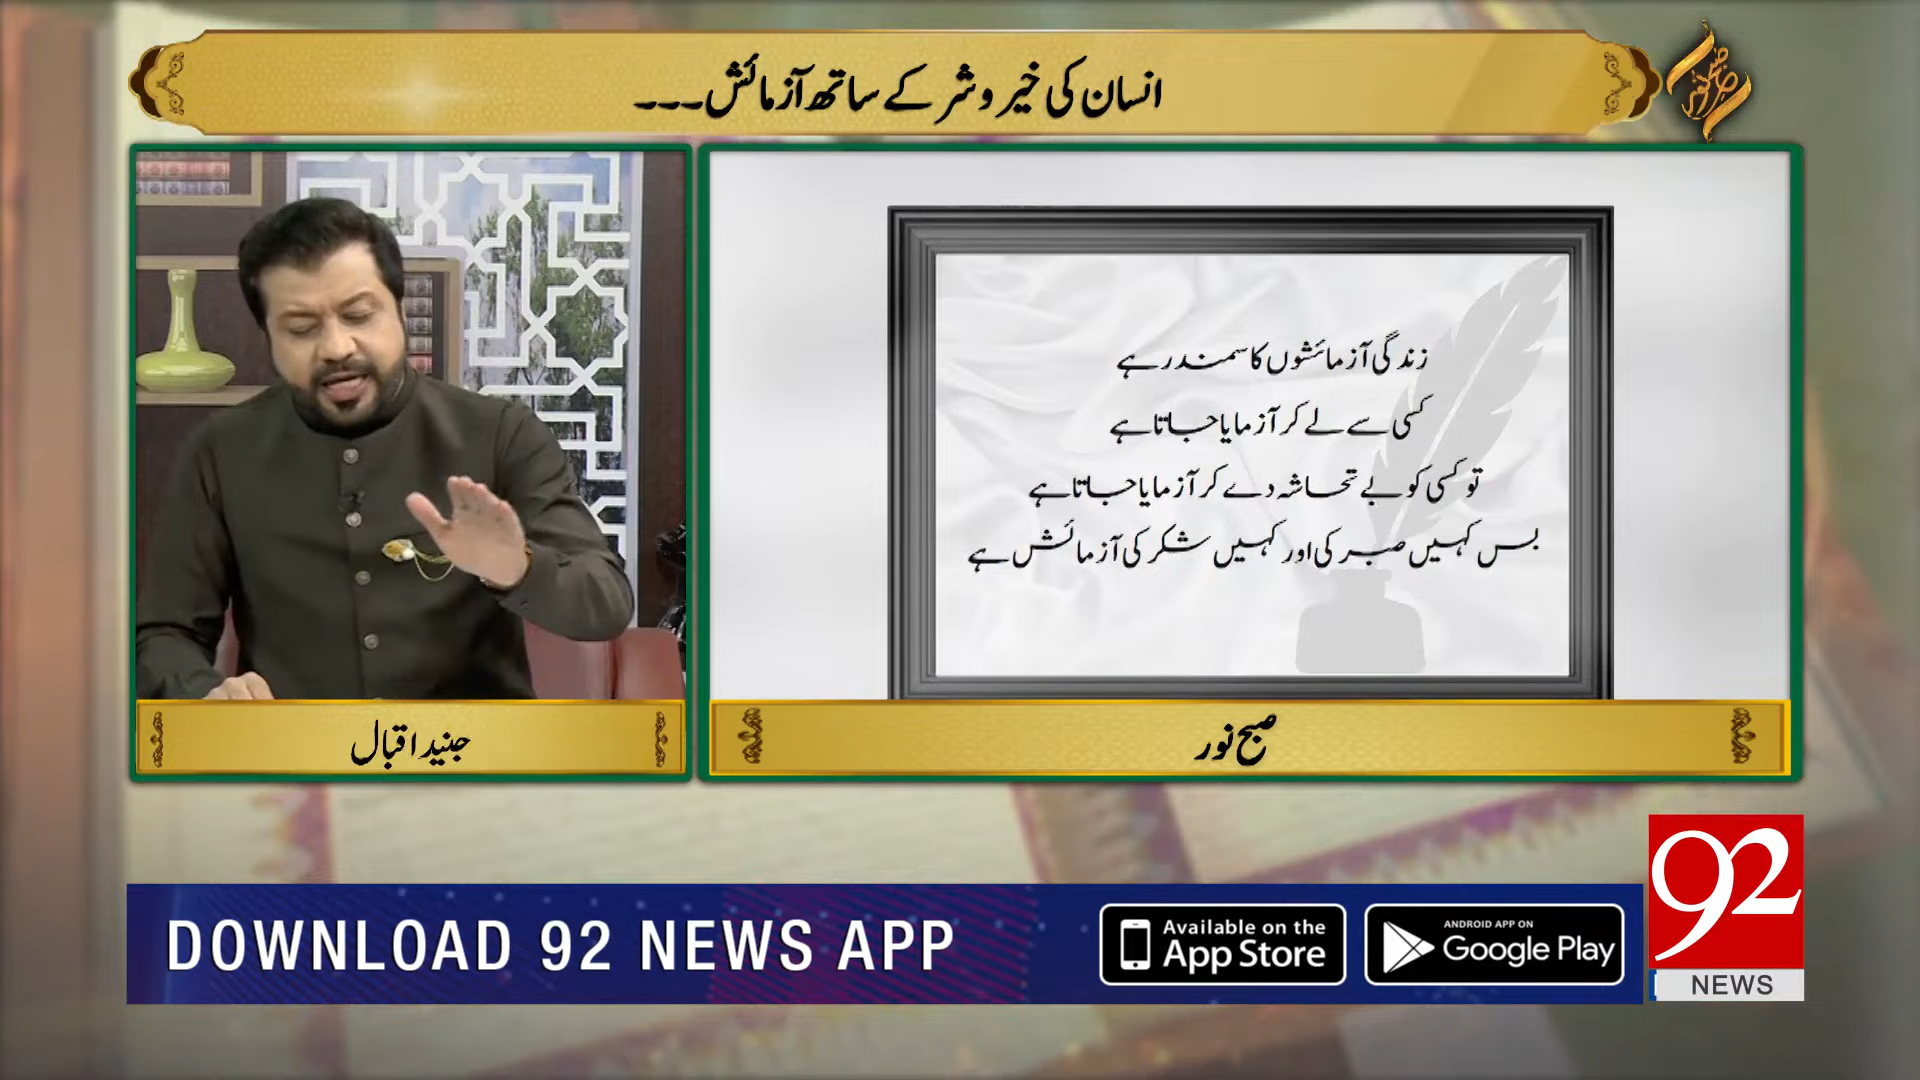 انسان کی خیر و شر کے ساتھ آزمائش۔۔۔
صبح نور
زندگی آزمائشوں کا سمندر ہے
کسی سے لے کر آزمایا جاتا ہے
تو کسی کو بے تحاشہ دے کر آزمایا جاتا ہے
بس کہیں صبر کی اور کہیں شکر کی آزمائش ہے
جنید اقبال
صبح نور
DOWNLOAD 92 NEWS APP
Available on the
App Store
ANDROID APP ON
Google Play
92
NEWS